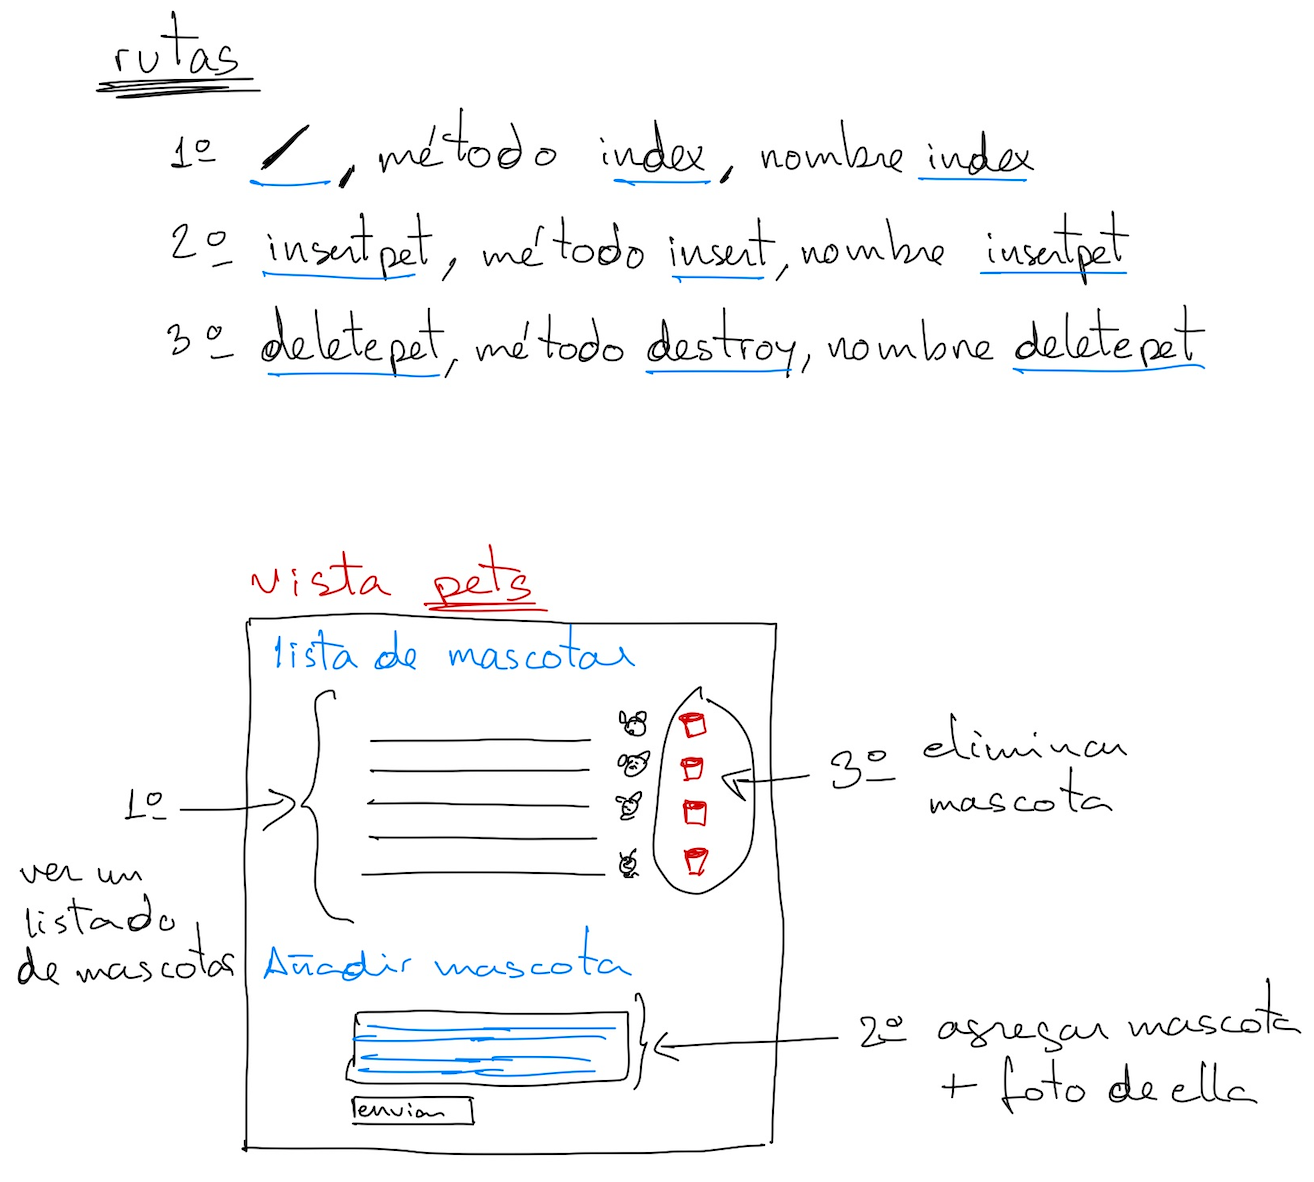 rutas
1º /, método index, nombre index
2º insertpet, método insert, nombre insertpet
3º deletepet, método destroy, nombre deletepet
vista pets
lista de mascotas
3º eliminar
mascota
1º
ver un
listado
de mascotas
Añadir mascota
2º agregar mascota
+ foto de ella
enviar